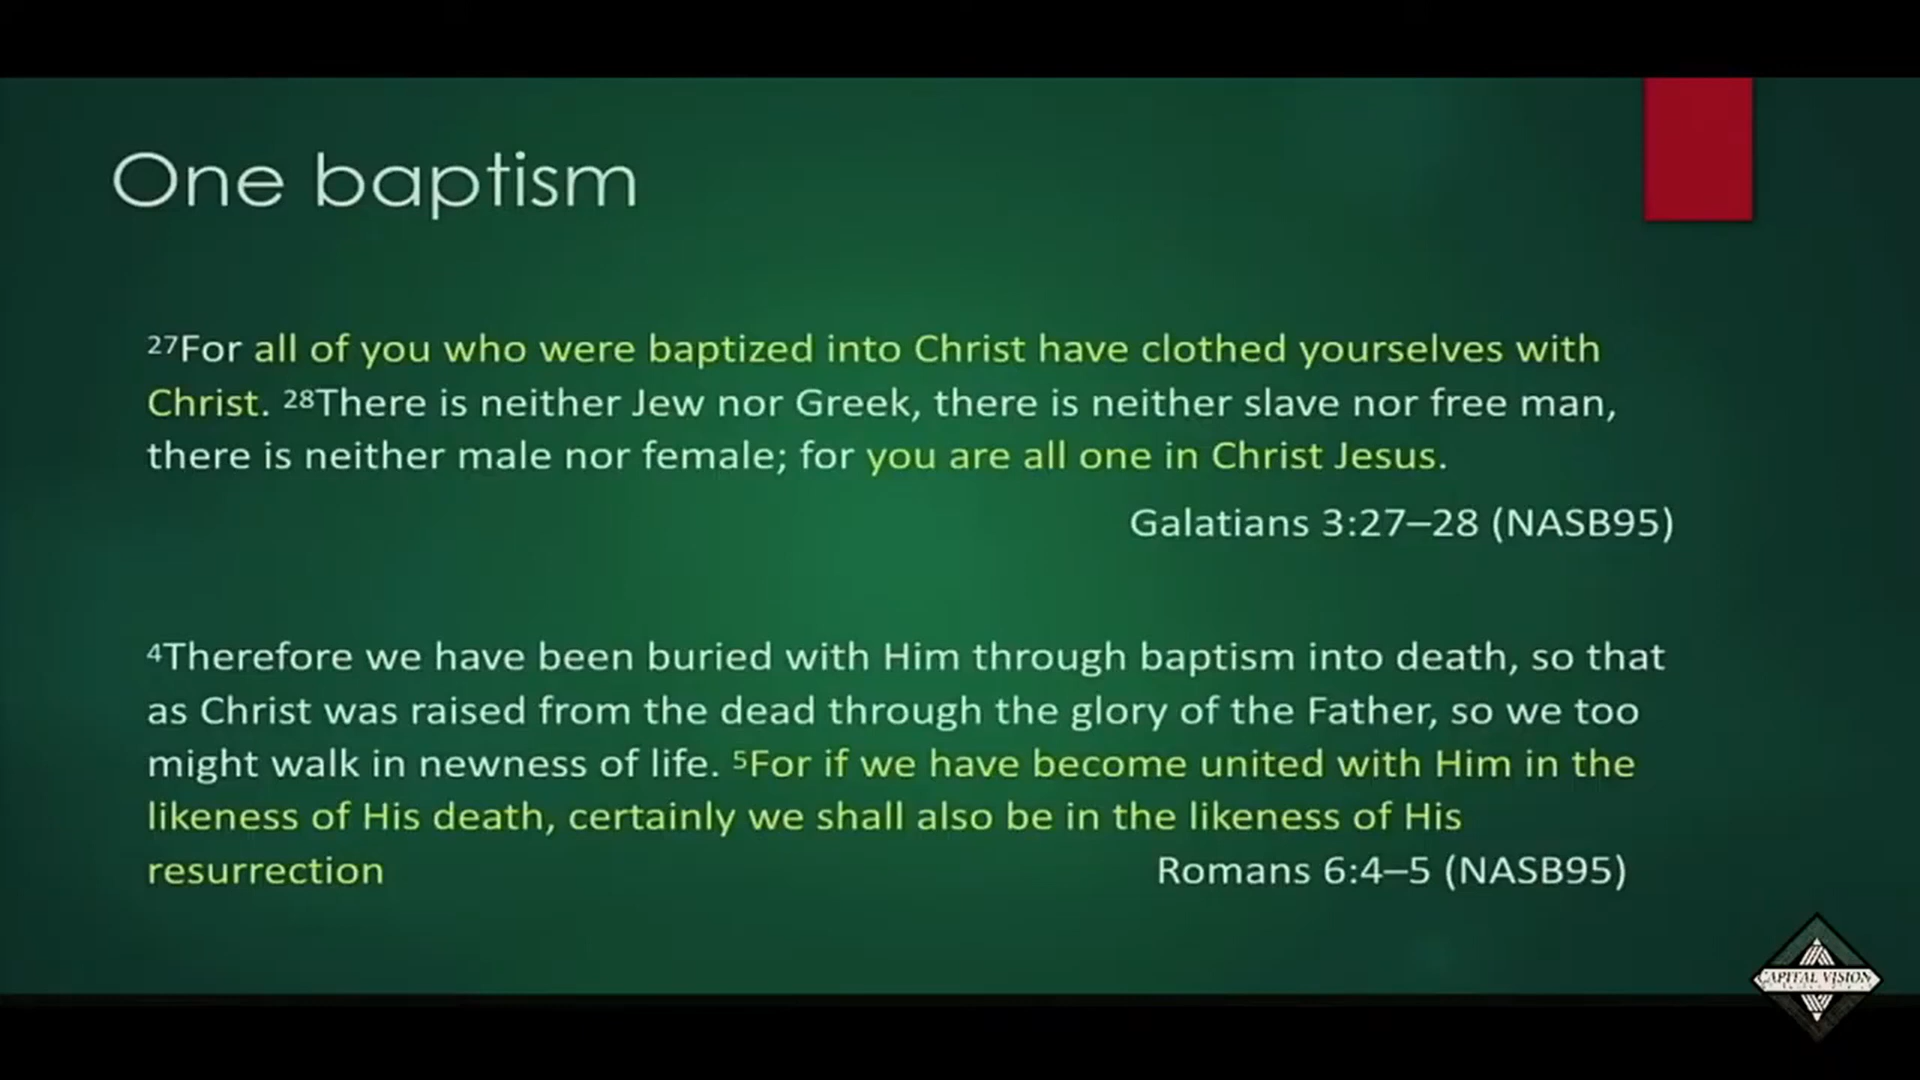 One baptism
²⁷For all of you who were baptized into Christ have clothed yourselves with
Christ. ²⁸There is neither Jew nor Greek, there is neither slave nor free man,
there is neither male nor female; for you are all one in Christ Jesus.
Galatians 3:27–28 (NASB95)
⁴Therefore we have been buried with Him through baptism into death, so that
as Christ was raised from the dead through the glory of the Father, so we too
might walk in newness of life. ⁵For if we have become united with Him in the
likeness of His death, certainly we shall also be in the likeness of His
resurrection Romans 6:4–5 (NASB95)
CAPITAL VISION